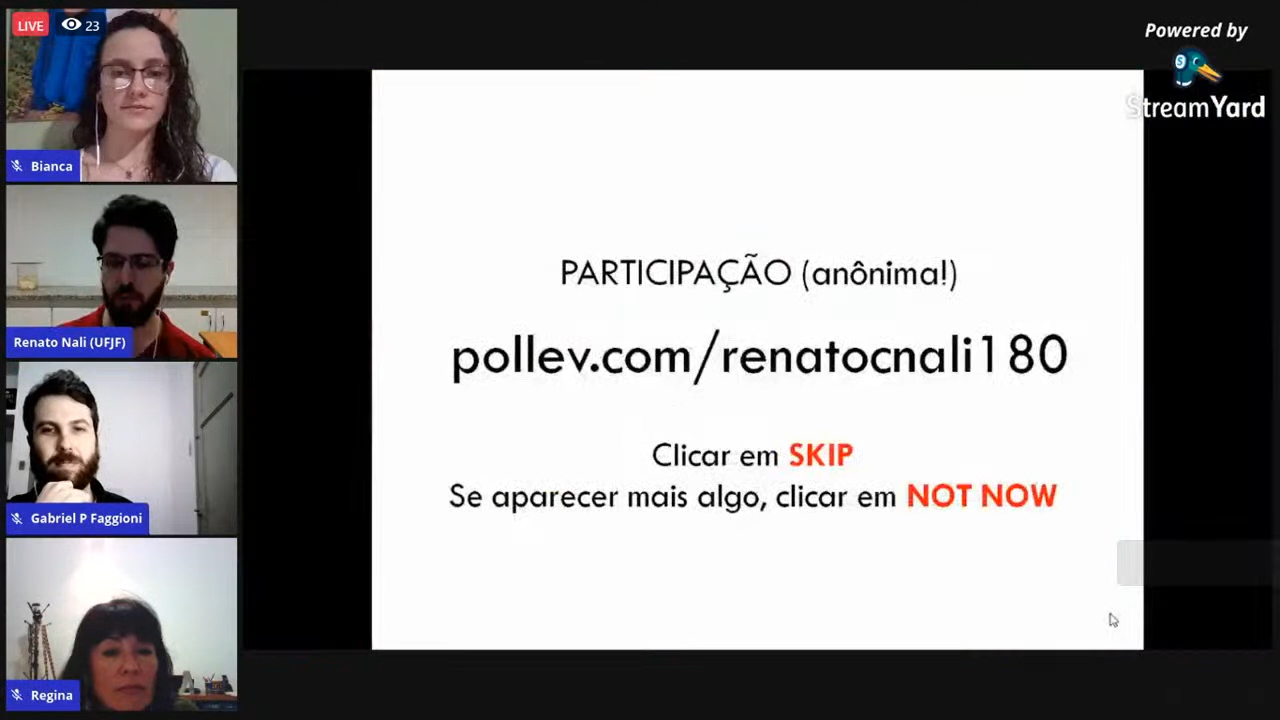 LIVE 23
Bianca
Renato Nali (UFJF)
Gabriel P Faggioni
Regina
PARTICIPAÇÃO (anônima!)
pollev.com/renatocnali180
Clicar em SKIP
Se aparecer mais algo, clicar em NOT NOW
Powered by
S
StreamYard